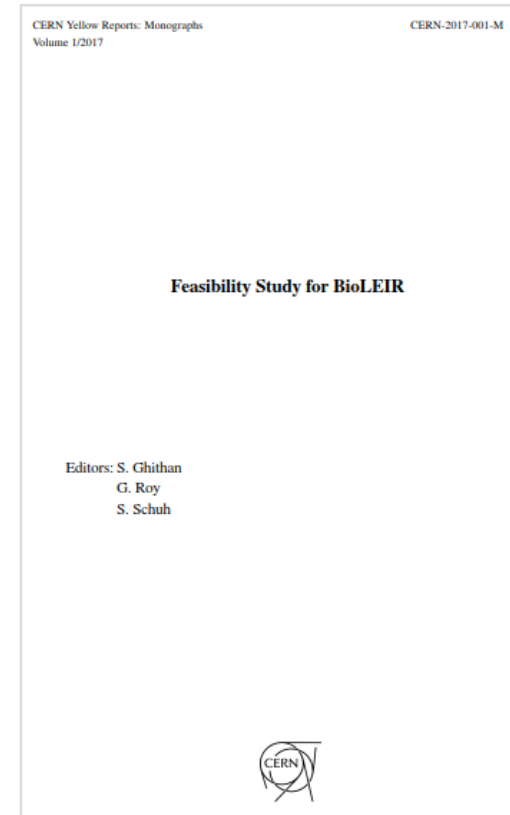 CERN Yellow Reports: Monographs CERN-2017-001-M
Volume 1/2017
Feasibility Study for BioLEIR
Editors: S. Ghithan
G. Roy
S. Schuh
CERN